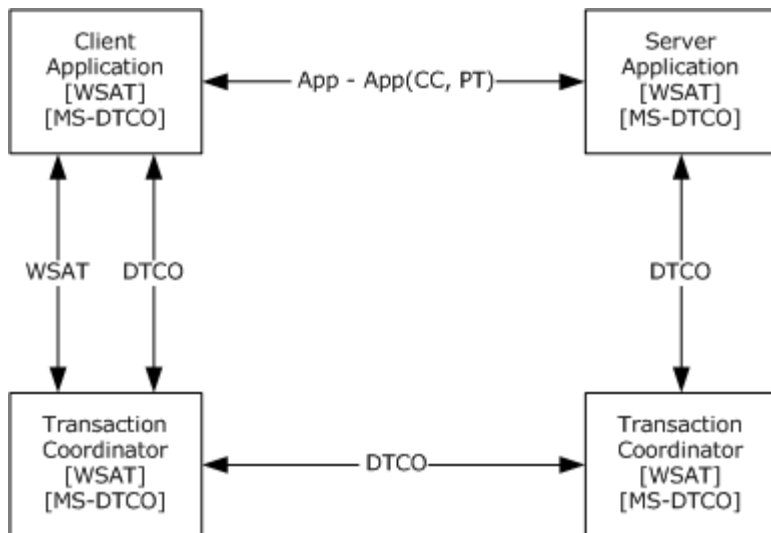 Client
Application
[WSAT]
[MS-DTCO]
App - App(CC, PT)
Server
Application
[WSAT]
[MS-DTCO]
WSAT
DTCO
DTCO
Transaction
Coordinator
[WSAT]
[MS-DTCO]
DTCO
Transaction
Coordinator
[WSAT]
[MS-DTCO]